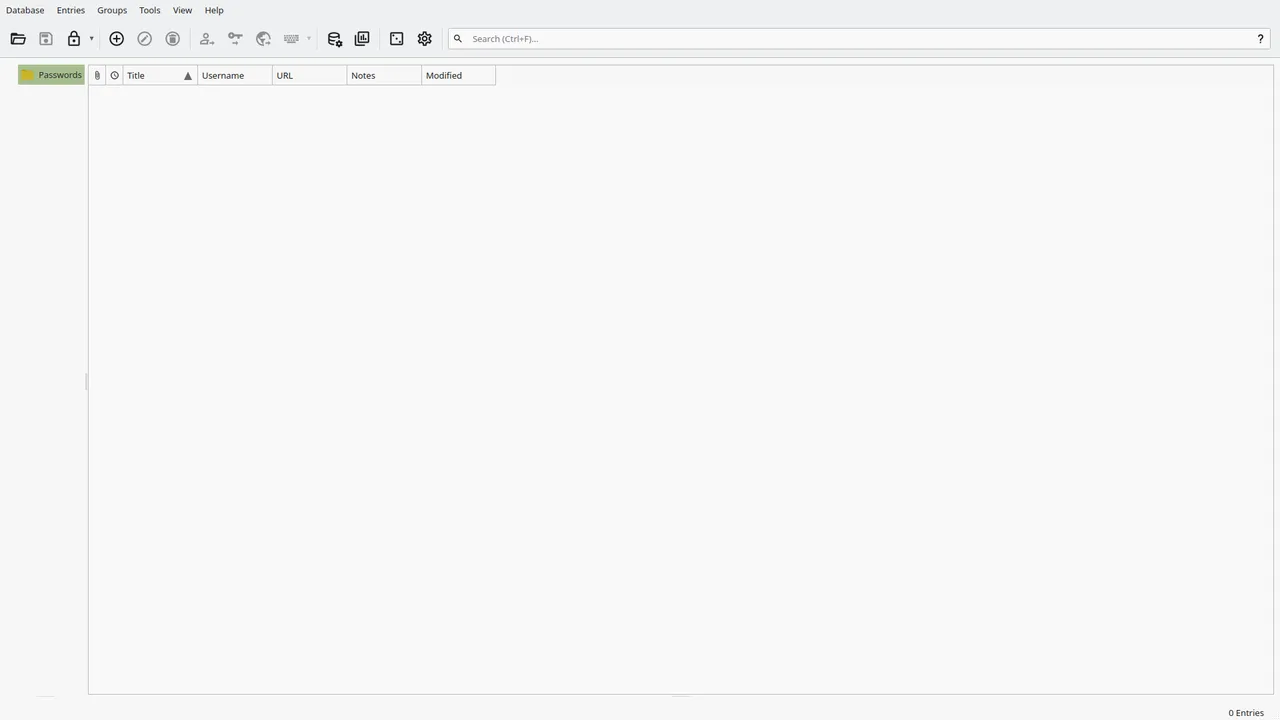 Database Entries Groups Tools View Help
Search (Ctrl+F)... ?
Passwords Title Username URL Notes Modified
0 Entries